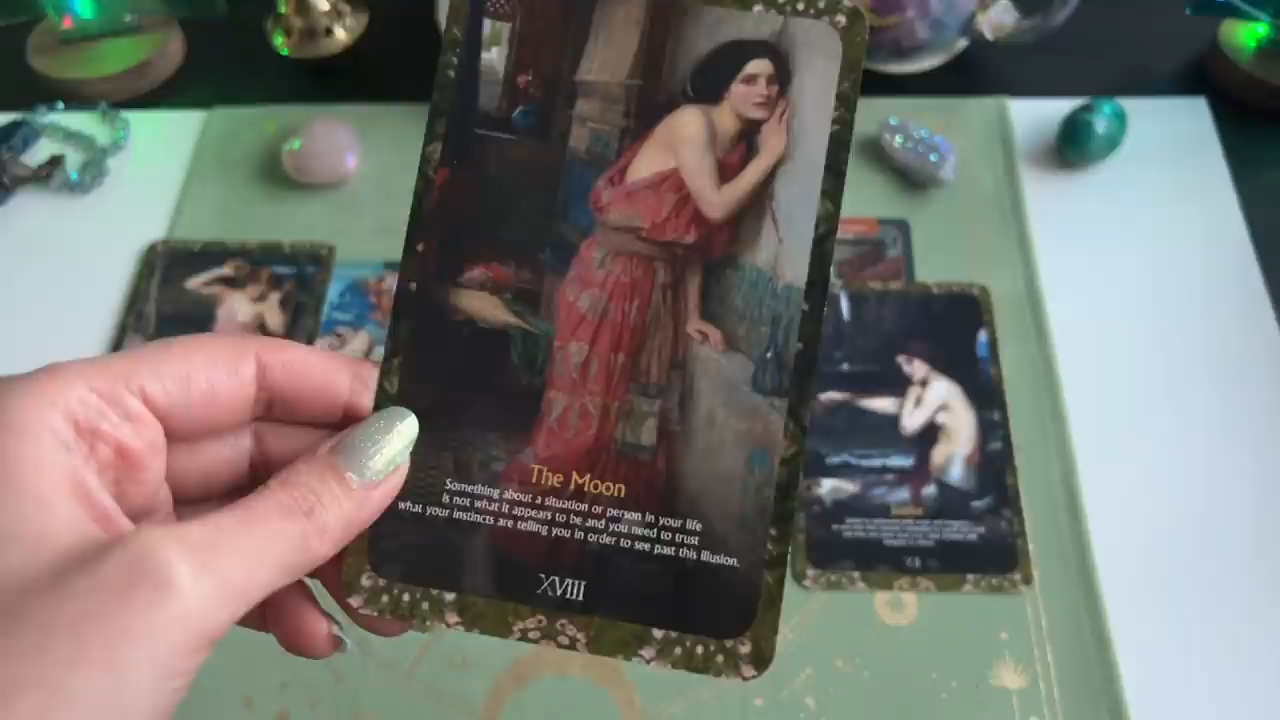 The Moon
Something about a situation or person in your life
is not what it appears to be and you need to trust
what your instincts are telling you in order to see past this illusion.
XVIII
XII